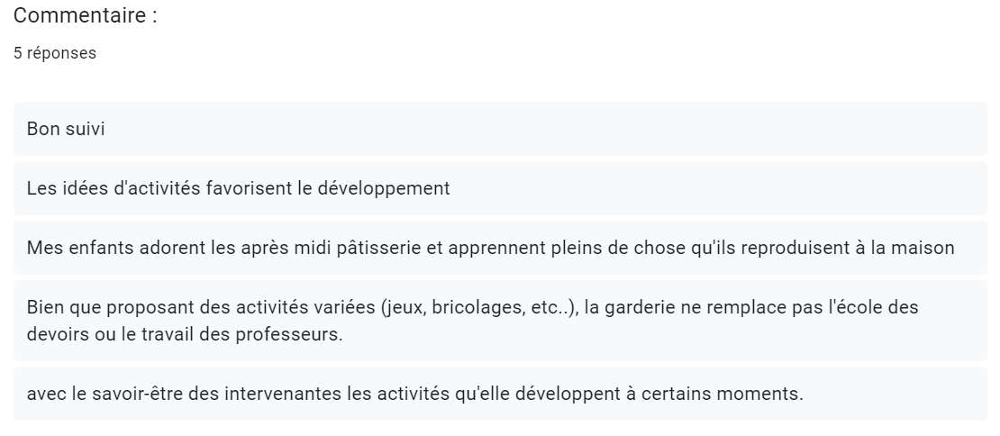 Commentaire :
5 réponses
Bon suivi
Les idées d'activités favorisent le développement
Mes enfants adorent les après midi pâtisserie et apprennent pleins de chose qu'ils reproduisent à la maison
Bien que proposant des activités variées (jeux, bricolages, etc..), la garderie ne remplace pas l'école des
devoirs ou le travail des professeurs.
avec le savoir-être des intervenantes les activités qu'elle développent à certains moments.